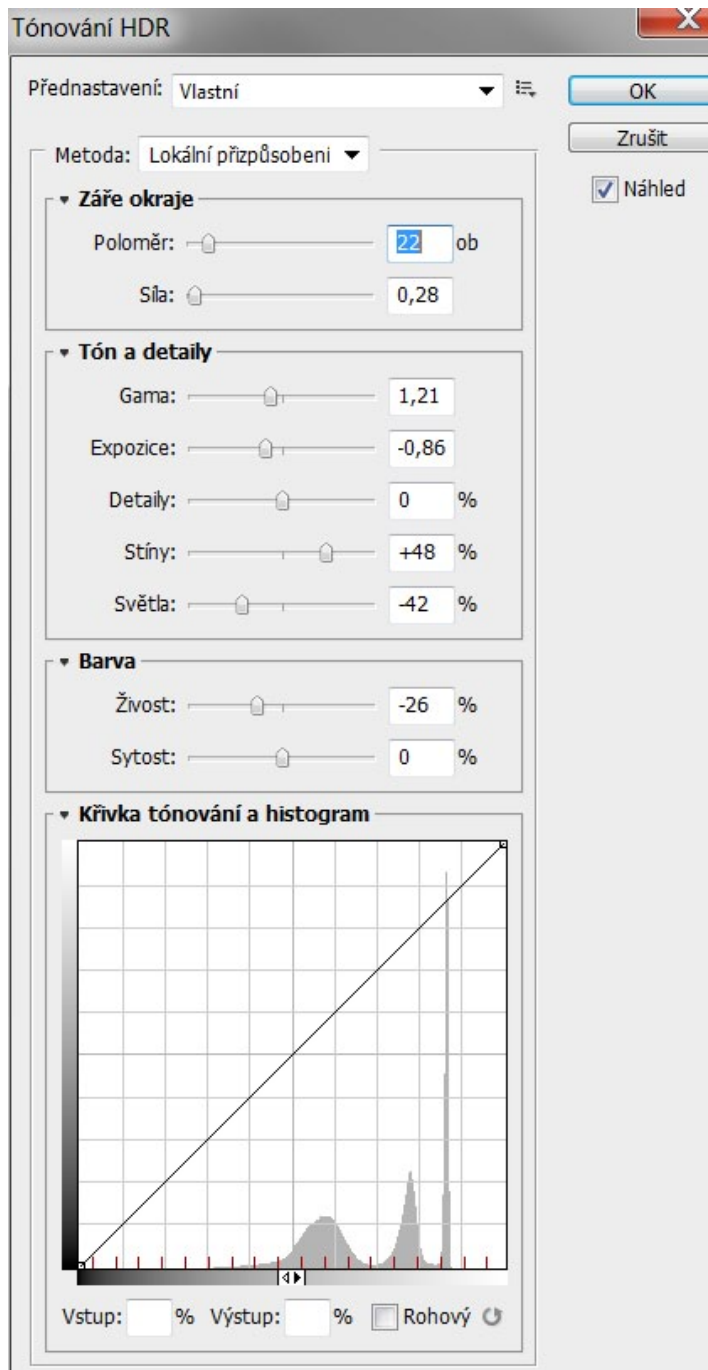 Tónování HDR
Přednastavení: Vlastní
OK
Metoda: Lokální přizpůsobeni
Zrušit
Náhled
Záře okraje
Poloměr: 22 ob
Síla: 0,28
Tón a detaily
Gama: 1,21
Expozice: -0,86
Detaily: 0 %
Stíny: +48 %
Světla: -42 %
Barva
Živost: -26 %
Sytost: 0 %
Křivka tónování a histogram
Vstup: % Výstup: % Rohový